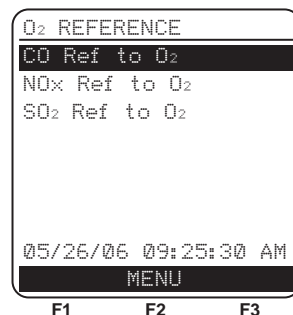 O₂ REFERENCE
CO Ref to O₂
NOx Ref to O₂
SO₂ Ref to O₂
05/26/06 09:25:30 AM
MENU
F1 F2 F3